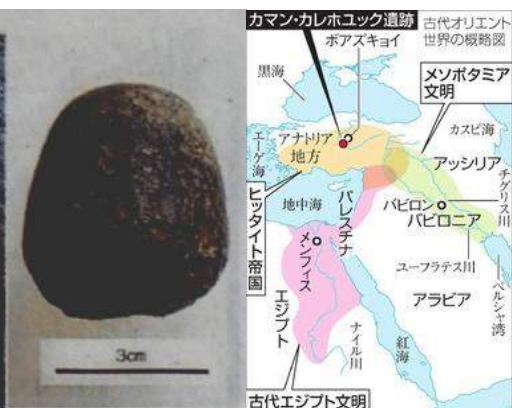 3cm
カマン・カレホユック遺跡
古代オリエント
世界の概略図
ボアズキョイ
黒海
メソポタミア
文明
カスピ海
エーゲ海
アナトリア
地方
アッシリア
チグリス川
ヒッタイト帝国
地中海
パレスチナ
バビロン
バビロニア
メンフィス
ユーフラテス川
ペルシャ湾
エジプト
アラビア
ナイル川
紅海
古代エジプト文明